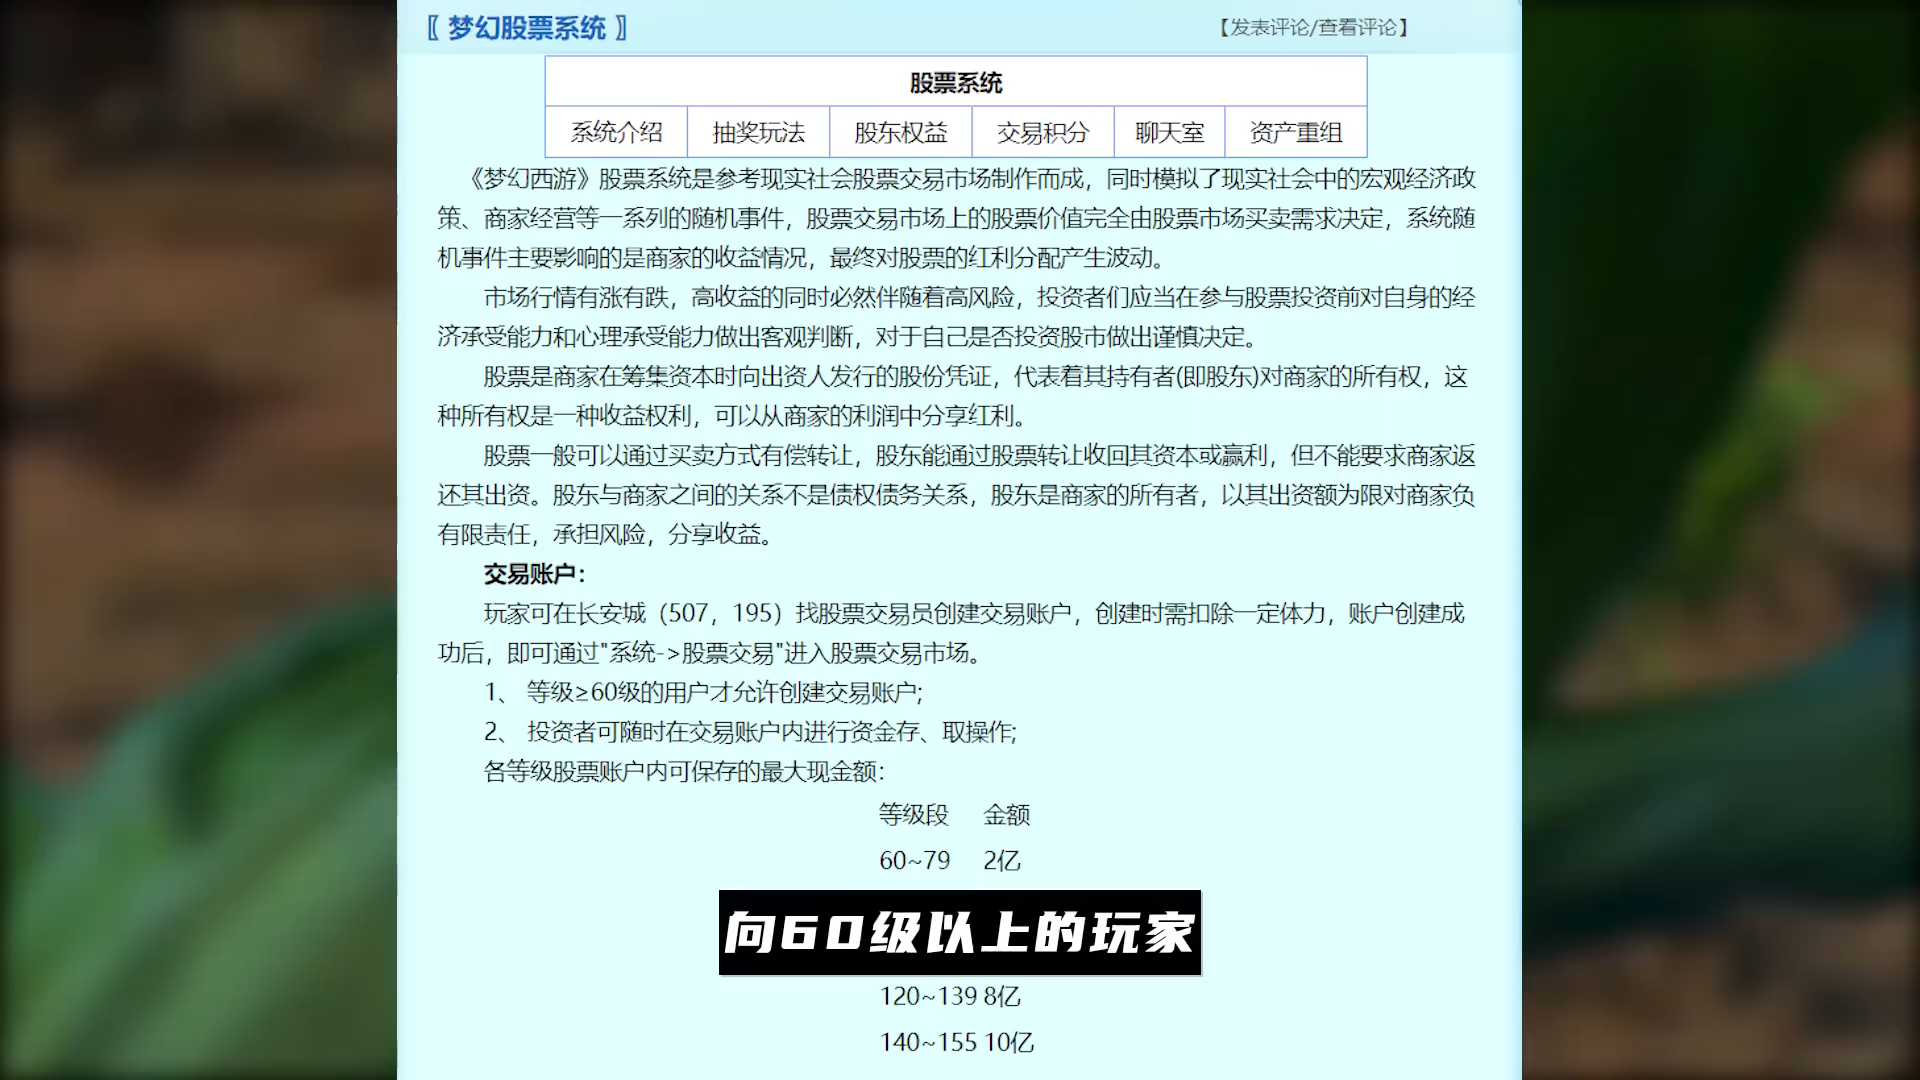 〖 梦幻股票系统 〗
【发表评论/查看评论】
股票系统
系统介绍 抽奖玩法 股东权益 交易积分 聊天室 资产重组
《梦幻西游》股票系统是参考现实社会股票交易市场制作而成，同时模拟了现实社会中的宏观经济政
策、商家经营等一系列的随机事件，股票交易市场上的股票价值完全由股票市场买卖需求决定，系统随
机事件主要影响的是商家的收益情况，最终对股票的红利分配产生波动。
市场行情有涨有跌，高收益的同时必然伴随着高风险，投资者们应当在参与股票投资前对自身的经
济承受能力和心理承受能力做出客观判断，对于自己是否投资股市做出谨慎决定。
股票是商家在筹集资本时向出资人发行的股份凭证，代表着其持有者(即股东)对商家的所有权，这
种所有权是一种收益权利，可以从商家的利润中分享红利。
股票一般可以通过买卖方式有偿转让，股东能通过股票转让收回其资本或赢利，但不能要求商家返
还其出资。股东与商家之间的关系不是债权债务关系，股东是商家的所有者，以其出资额为限对商家负
有限责任，承担风险，分享收益。
交易账户：
玩家可在长安城（507，195）找股票交易员创建交易账户，创建时需扣除一定体力，账户创建成
功后，即可通过"系统->股票交易"进入股票交易市场。
1、 等级≥60级的用户才允许创建交易账户;
2、 投资者可随时在交易账户内进行资金存、取操作;
各等级股票账户内可保存的最大现金额：
等级段 金额
60~79 2亿
向60级以上的玩家
120~139 8亿
140~155 10亿